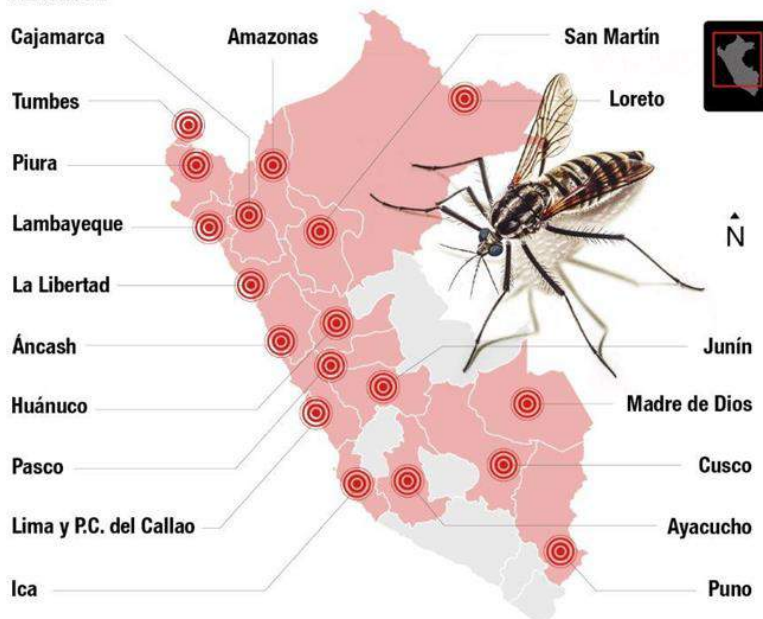 Cajamarca
Amazonas
San Martín
Tumbes
Loreto
Piura
Lambayeque
N
La Libertad
Áncash
Junín
Huánuco
Madre de Dios
Pasco
Cusco
Lima y P.C. del Callao
Ayacucho
Ica
Puno